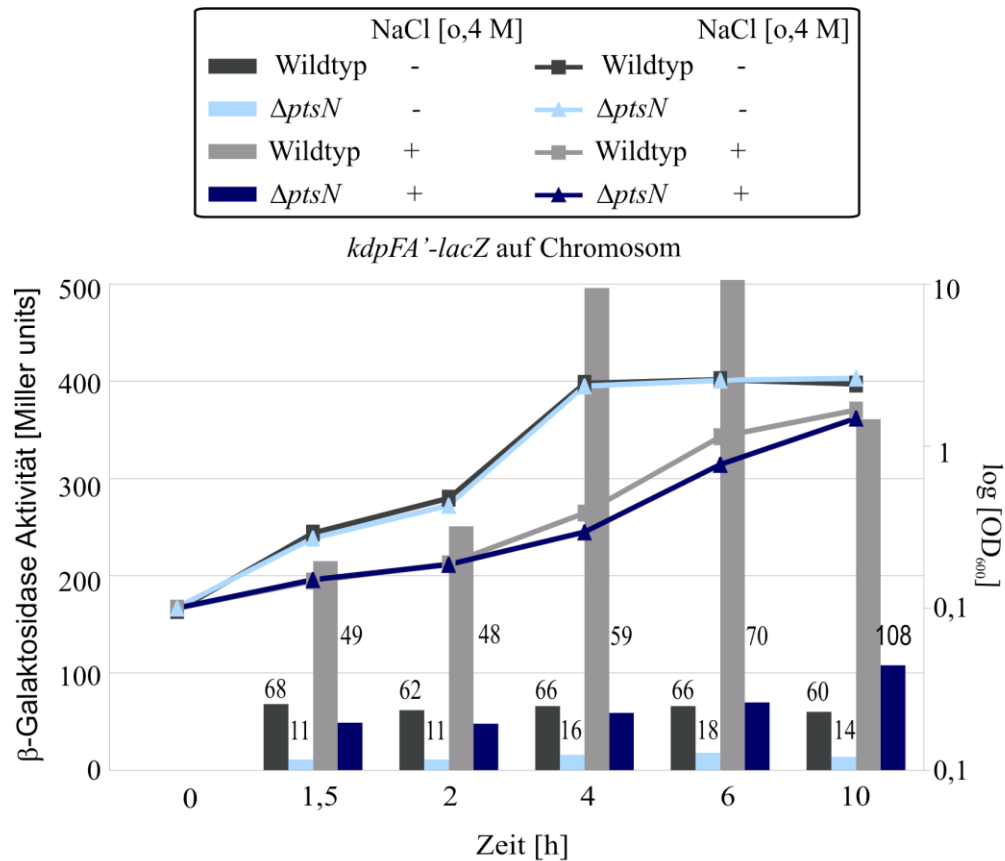 NaCl [o,4 M] NaCl [o,4 M]
Wildtyp - Wildtyp -
ΔptsN - ΔptsN -
Wildtyp + Wildtyp +
ΔptsN + ΔptsN +
kdpFA’-lacZ auf Chromosom
β-Galaktosidase Aktivität [Miller units]
500
400
300
200
100
0
68 11 49
62 11 48
66 16 59
66 18 70
60 14 108
10
1
0,1
0,1
log [OD₆₀₀]
0 1,5 2 4 6 10
Zeit [h]